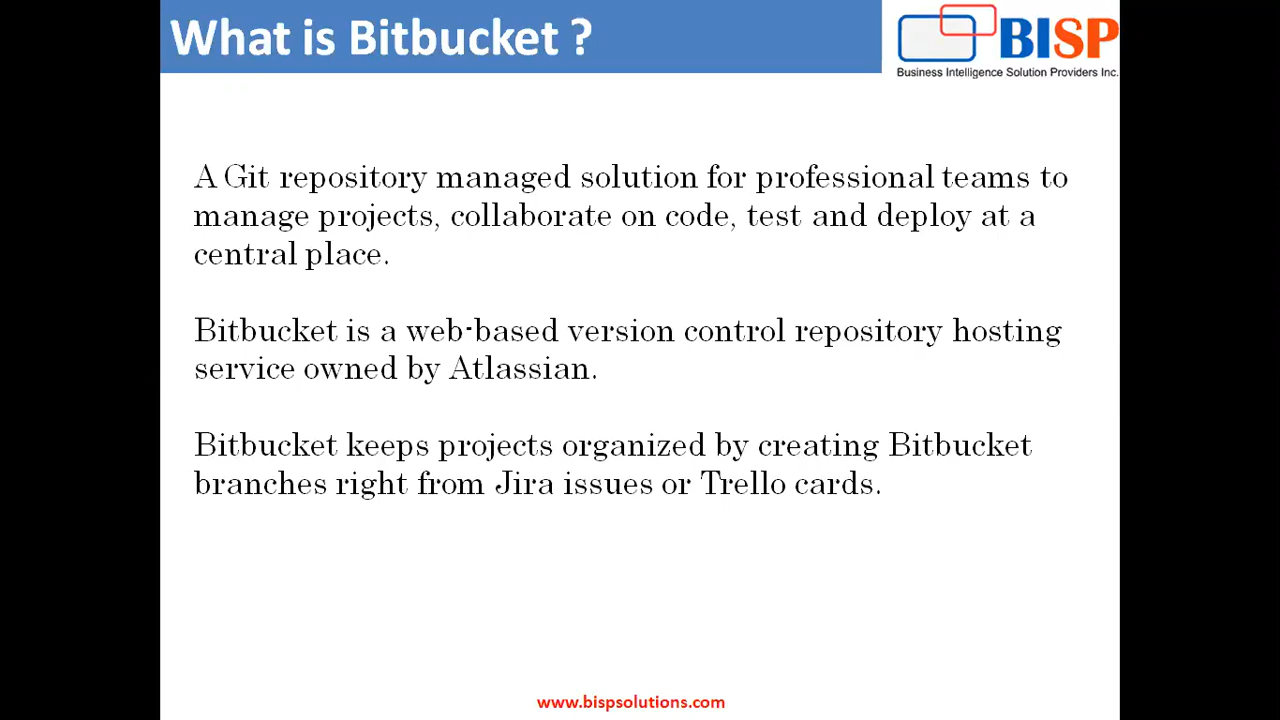 What is Bitbucket ?
BISP
Business Intelligence Solution Providers Inc.
A Git repository managed solution for professional teams to
manage projects, collaborate on code, test and deploy at a
central place.
Bitbucket is a web-based version control repository hosting
service owned by Atlassian.
Bitbucket keeps projects organized by creating Bitbucket
branches right from Jira issues or Trello cards.
www.bispsolutions.com